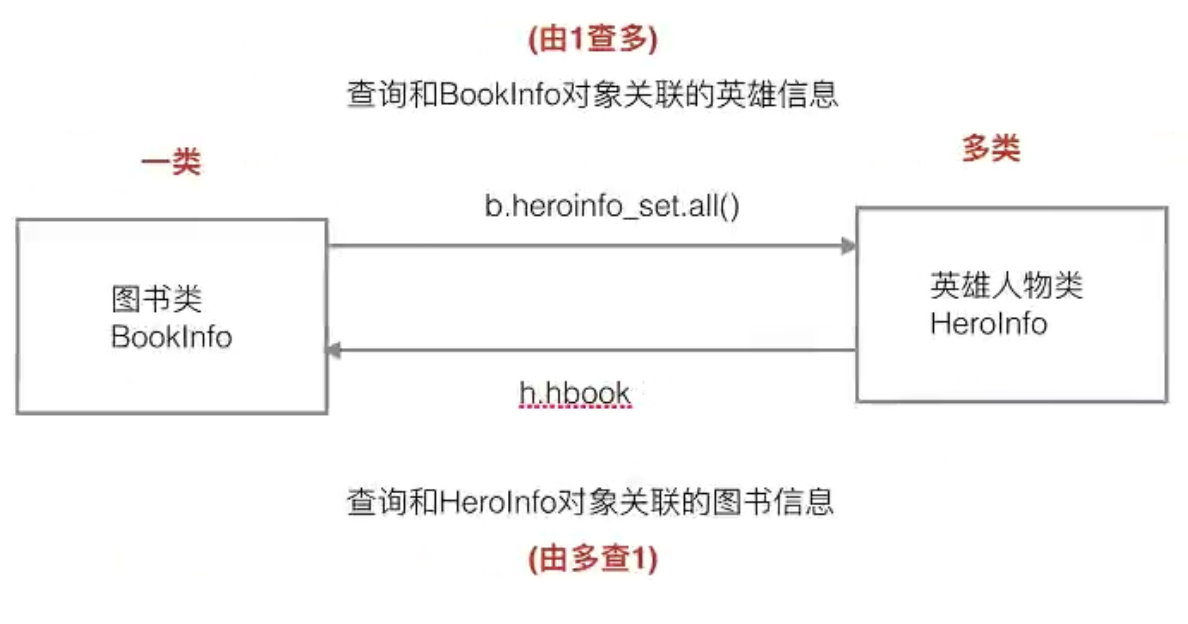 (由1查多)
查询和BookInfo对象关联的英雄信息
一类
多类
b.heroinfo_set.all()
图书类
BookInfo
英雄人物类
HeroInfo
h.hbook
查询和HeroInfo对象关联的图书信息
(由多查1)